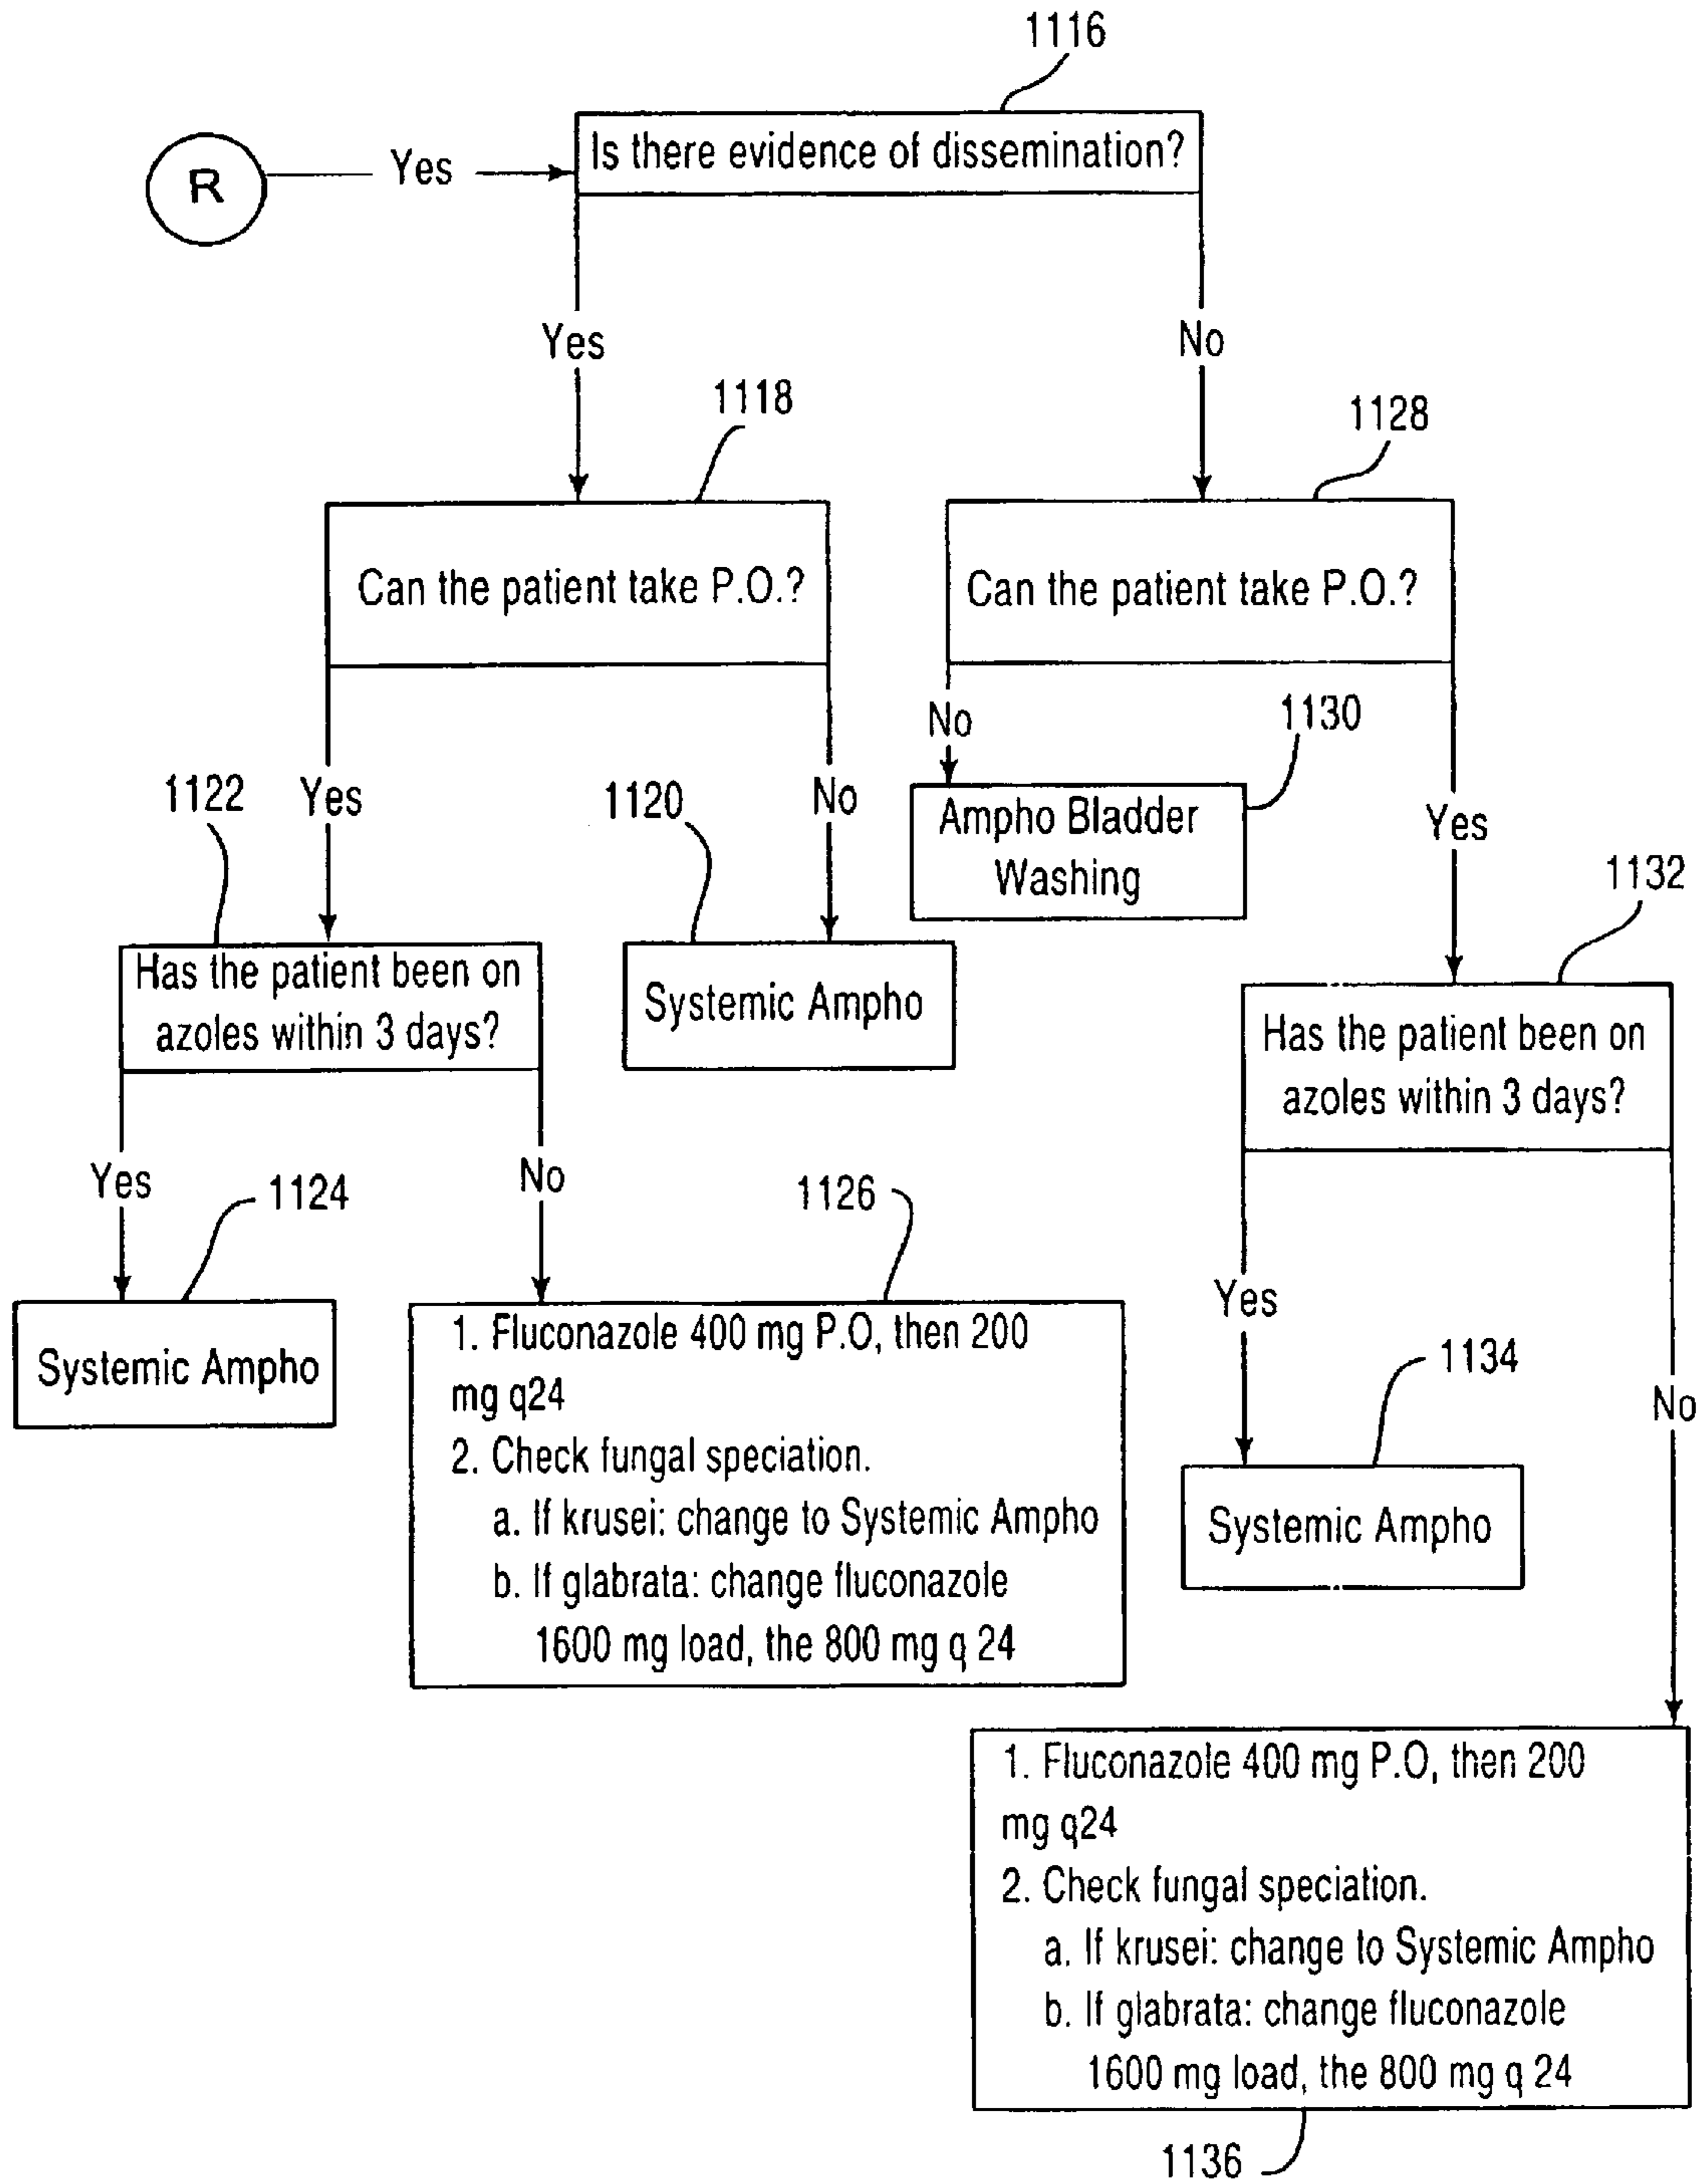 1116
Is there evidence of dissemination?
R
Yes
Yes
No
1118
1128
Can the patient take P.O.?
Can the patient take P.O.?
No
1130
1122
Yes
1120
No
Ampho Bladder
Washing
Yes
1132
Has the patient been on
azoles within 3 days?
Systemic Ampho
Has the patient been on
azoles within 3 days?
Yes
1124
No
1126
Systemic Ampho
1. Fluconazole 400 mg P.O, then 200
mg q24
2. Check fungal speciation.
a. If krusei: change to Systemic Ampho
b. If glabrata: change fluconazole
1600 mg load, the 800 mg q 24
Yes
1134
No
Systemic Ampho
1. Fluconazole 400 mg P.O, then 200
mg q24
2. Check fungal speciation.
a. If krusei: change to Systemic Ampho
b. If glabrata: change fluconazole
1600 mg load, the 800 mg q 24
1136